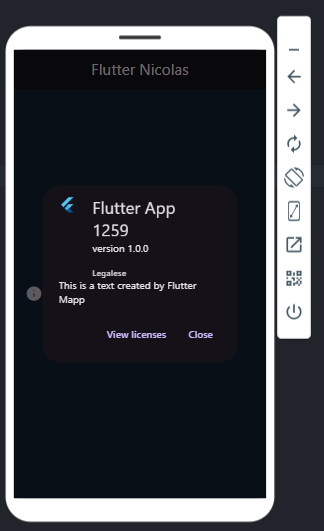 Flutter Nicolas
Flutter App
1259
version 1.0.0
Legalese
This is a text created by Flutter
Mapp
View licenses
Close